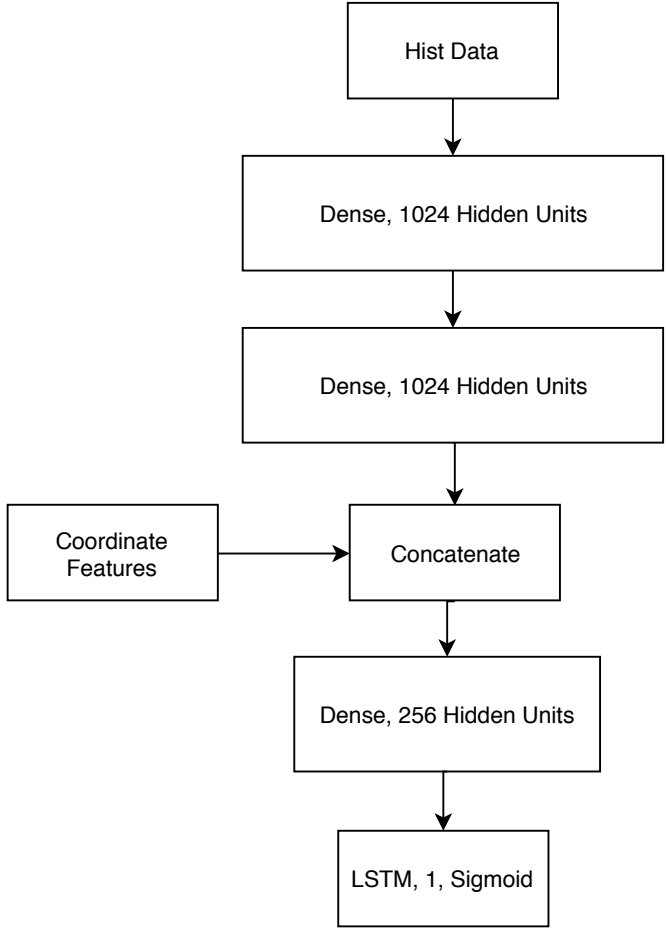 Hist Data
Dense, 1024 Hidden Units
Dense, 1024 Hidden Units
Coordinate
Features
Concatenate
Dense, 256 Hidden Units
LSTM, 1, Sigmoid